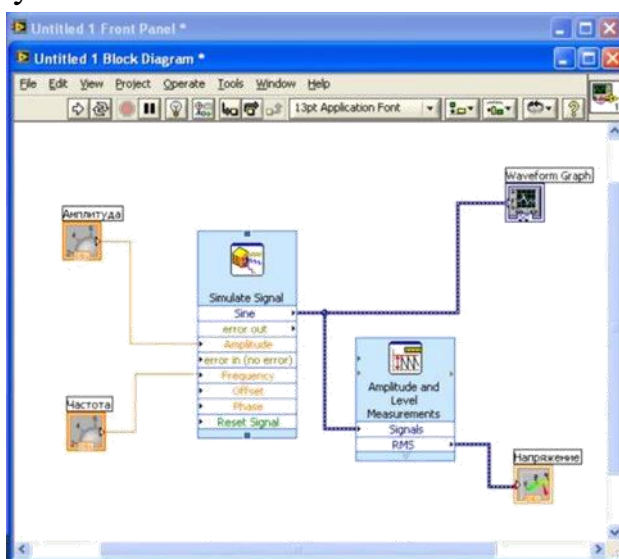 Untitled 1 Front Panel *
Untitled 1 Block Diagram *
File Edit View Project Operate Tools Window Help
13pt Application Font
Waveform Graph
Амплитуда
Simulate Signal
Sine
error out
Amplitude
error in (no error)
Frequency
Offset
Phase
Reset Signal
Amplitude and
Level
Measurements
Signals
RMS
Частота
Напряжение